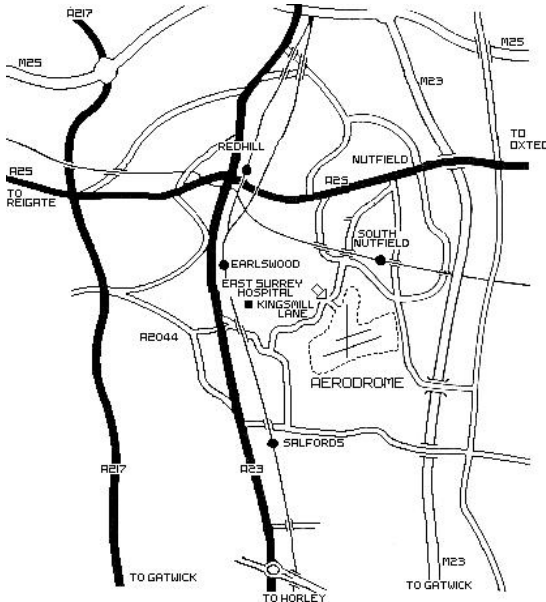 A217
M25
M25
M23
TO
OXTED
REDHILL
NUTFIELD
A25
A25
TO
REIGATE
SOUTH
NUTFIELD
EARLSWOOD
EAST SURREY
HOSPITAL
KINGSMILL
LANE
A2044
AERODROME
SALFORDS
A217
A23
M23
TO GATWICK
TO GATWICK
TO HORLEY